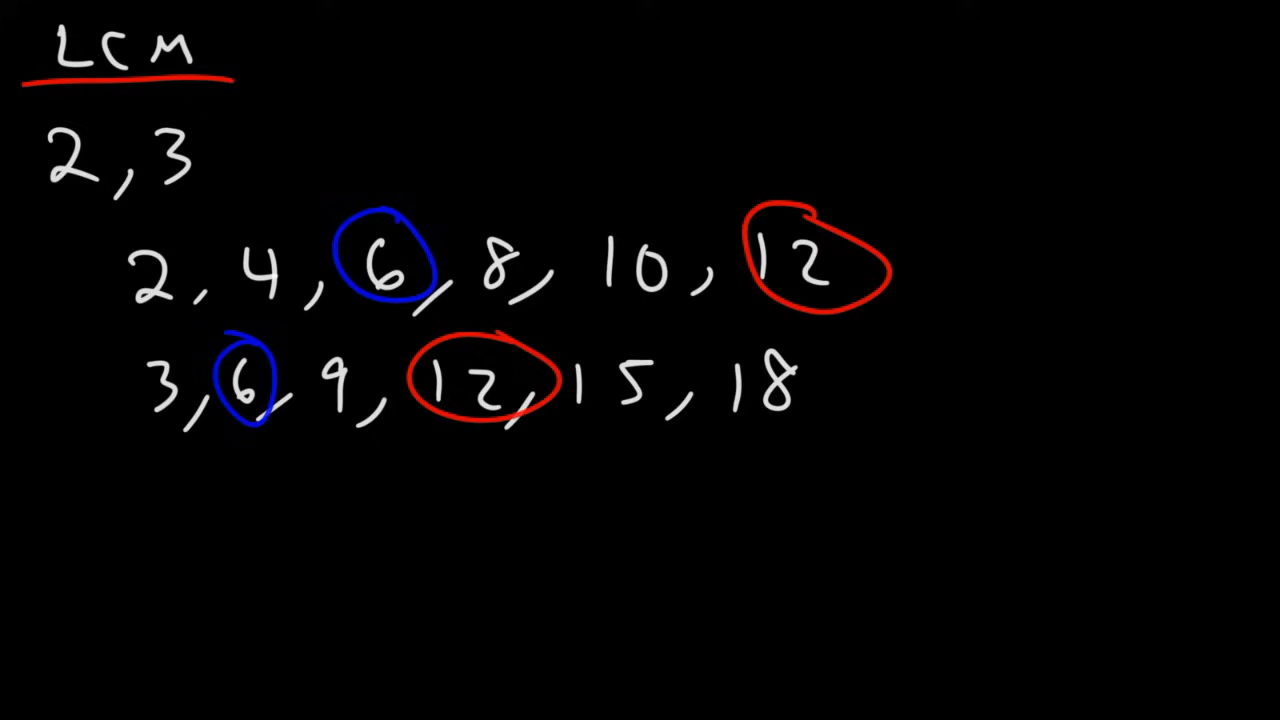 LCM
2, 3
2, 4, 6, 8, 10, 12
3, 6, 9, 12, 15, 18